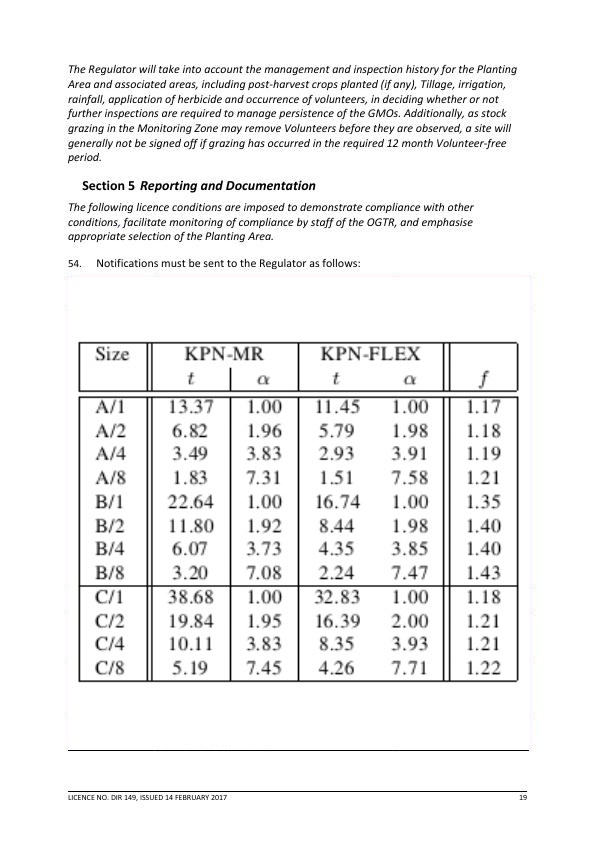 The Regulator will take into account the management and inspection history for the Planting
Area and associated areas, including post-harvest crops planted (if any), Tillage, irrigation,
rainfall, application of herbicide and occurrence of volunteers, in deciding whether or not
further inspections are required to manage persistence of the GMOs. Additionally, as stock
grazing in the Monitoring Zone may remove Volunteers before they are observed, a site will
generally not be signed off if grazing has occurred in the required 12 month Volunteer-free
period.
Section 5 Reporting and Documentation
The following licence conditions are imposed to demonstrate compliance with other
conditions, facilitate monitoring of compliance by staff of the OGTR, and emphasise
appropriate selection of the Planting Area.
54. Notifications must be sent to the Regulator as follows:
Size KPN-MR KPN-FLEX
t α t α f
A/1 13.37 1.00 11.45 1.00 1.17
A/2 6.82 1.96 5.79 1.98 1.18
A/4 3.49 3.83 2.93 3.91 1.19
A/8 1.83 7.31 1.51 7.58 1.21
B/1 22.64 1.00 16.74 1.00 1.35
B/2 11.80 1.92 8.44 1.98 1.40
B/4 6.07 3.73 4.35 3.85 1.40
B/8 3.20 7.08 2.24 7.47 1.43
C/1 38.68 1.00 32.83 1.00 1.18
C/2 19.84 1.95 16.39 2.00 1.21
C/4 10.11 3.83 8.35 3.93 1.21
C/8 5.19 7.45 4.26 7.71 1.22
LICENCE NO. DIR 149, ISSUED 14 FEBRUARY 2017 19